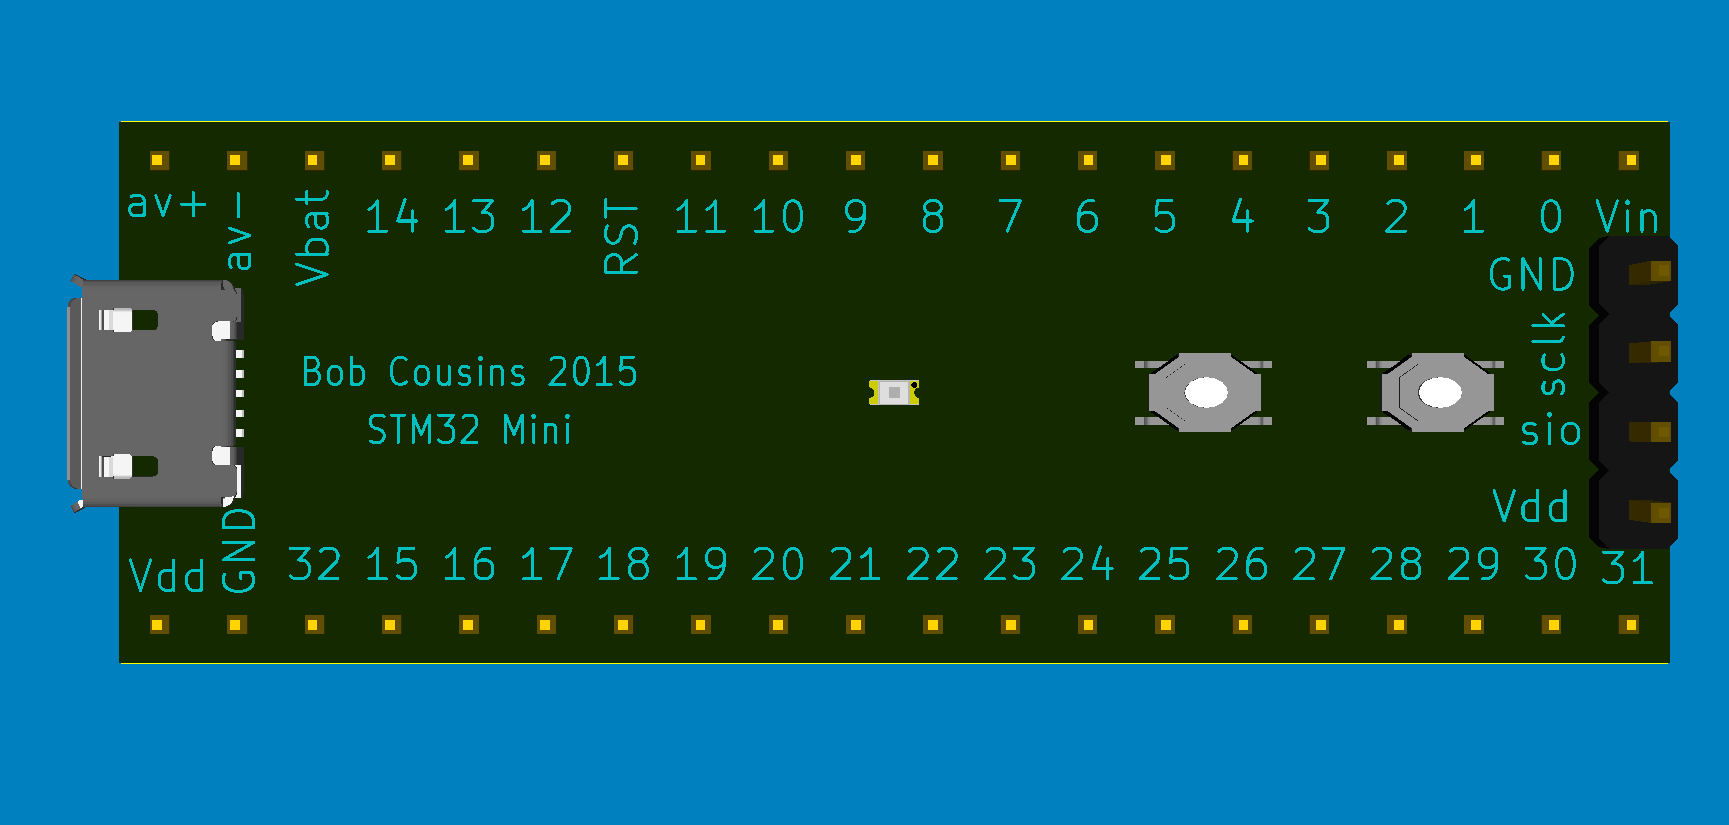 av+ av- Vbat 14 13 12 RST 11 10 9 8 7 6 5 4 3 2 1 0 Vin
GND
sclk
Bob Cousins 2015
STM32 Mini
sio
Vdd
Vdd GND 32 15 16 17 18 19 20 21 22 23 24 25 26 27 28 29 30 31